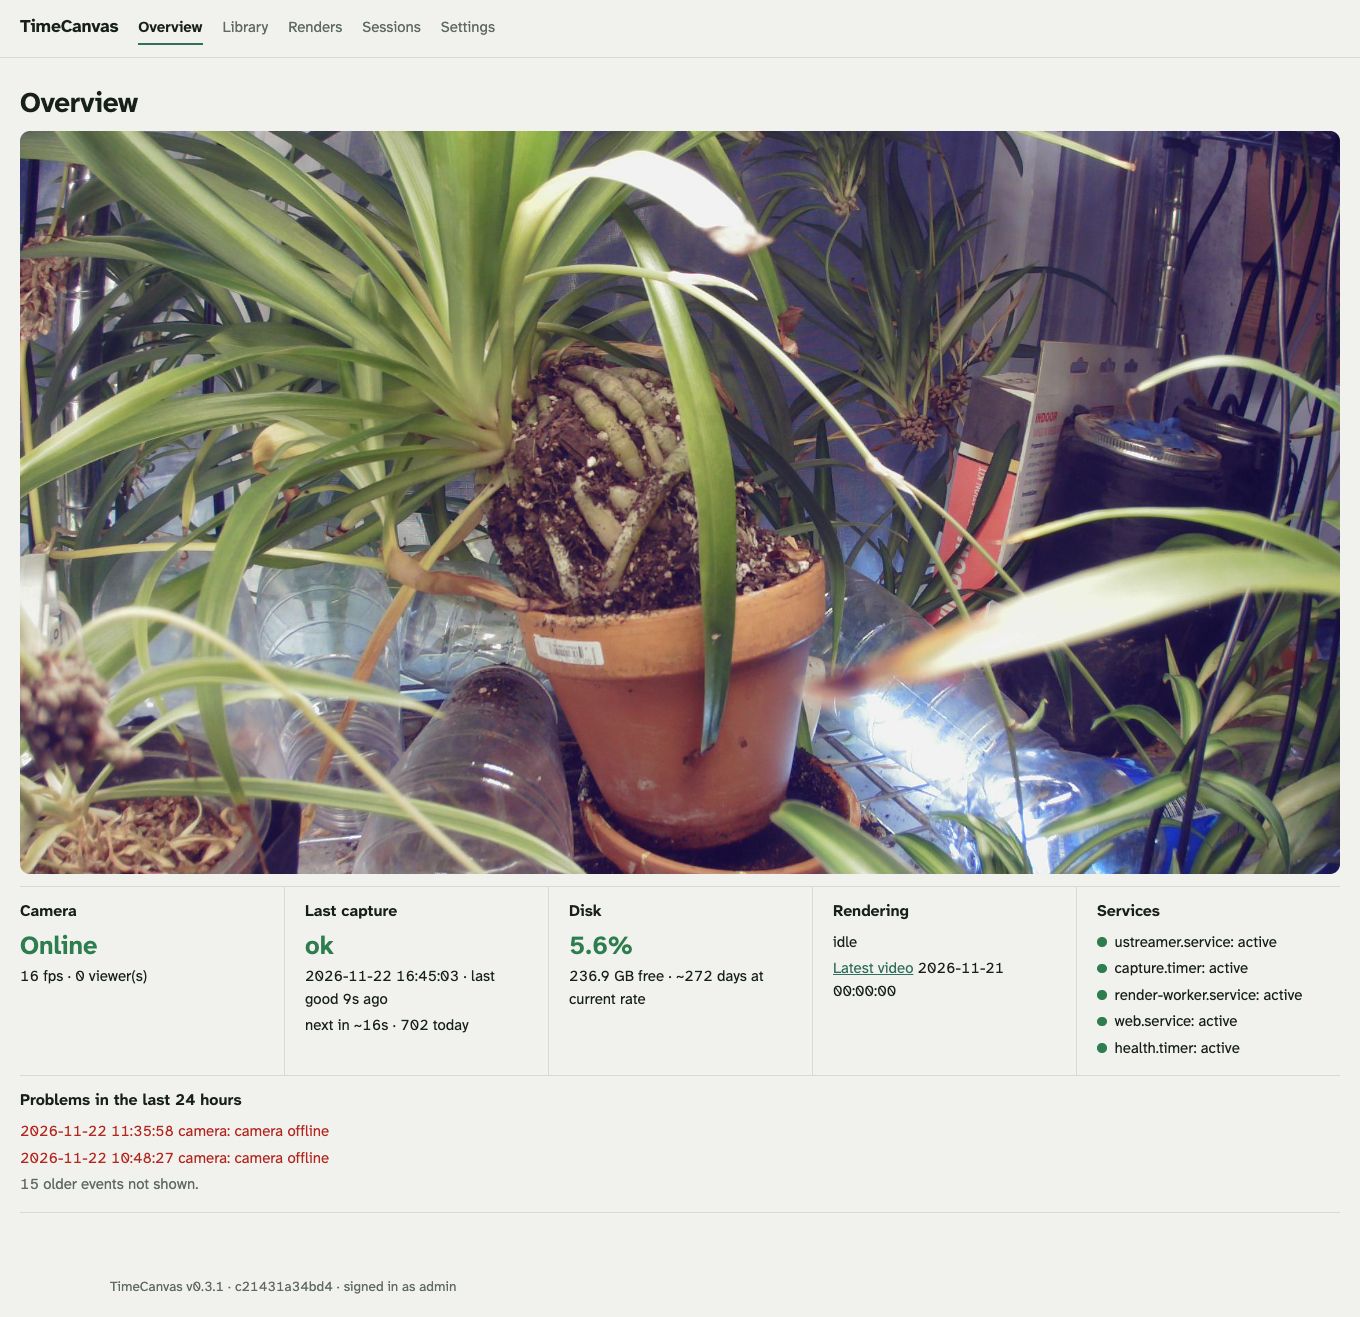 TimeCanvas Overview Library Renders Sessions Settings
Overview
INDOOR
Camera
Online
16 fps · 0 viewer(s)
Last capture
ok
2026-11-22 16:45:03 · last
good 9s ago
next in ~16s · 702 today
Disk
5.6%
236.9 GB free · ~272 days at
current rate
Rendering
idle
Latest video 2026-11-21
00:00:00
Services
ustreamer.service: active
capture.timer: active
render-worker.service: active
web.service: active
health.timer: active
Problems in the last 24 hours
2026-11-22 11:35:58 camera: camera offline
2026-11-22 10:48:27 camera: camera offline
15 older events not shown.
TimeCanvas v0.3.1 · c21431a34bd4 · signed in as admin